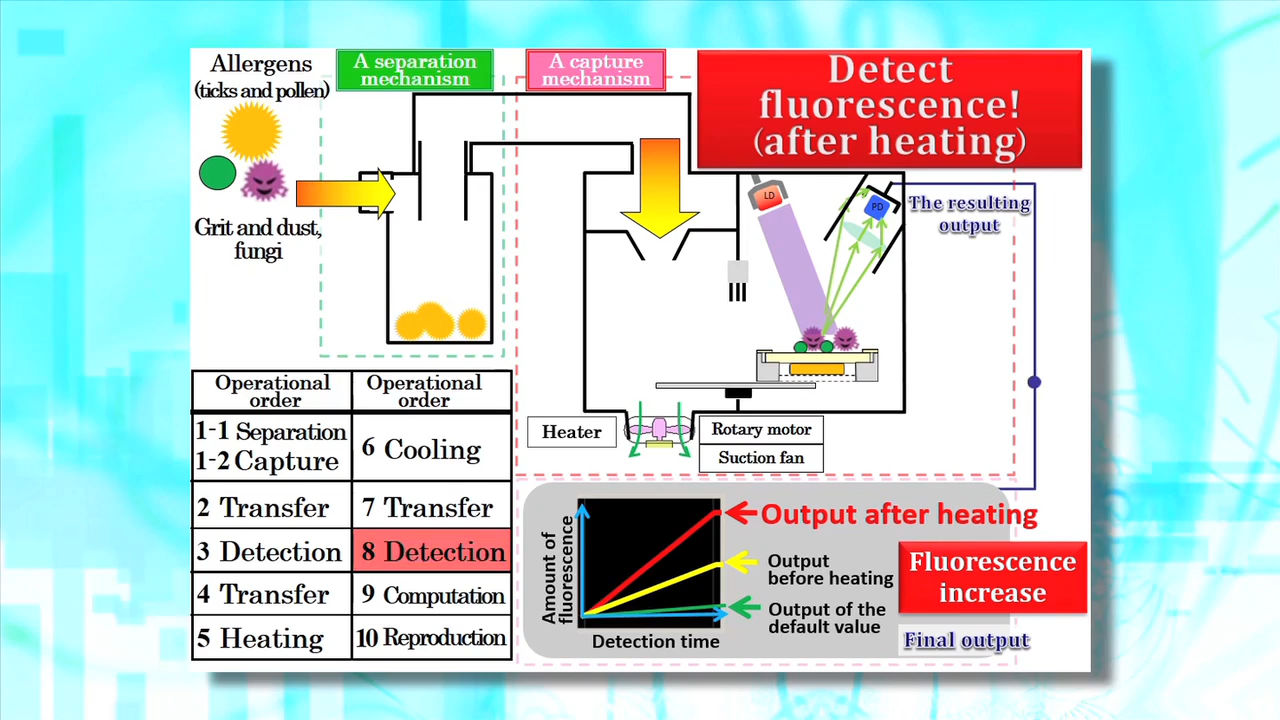 Allergens
(ticks and pollen)
A separation
mechanism
A capture
mechanism
Detect
fluorescence!
(after heating)
LD
PD
The resulting
output
Grit and dust,
fungi
Heater
Rotary motor
Suction fan
Operational
order
Operational
order
1-1 Separation
1-2 Capture
6 Cooling
2 Transfer
7 Transfer
3 Detection
8 Detection
4 Transfer
9 Computation
5 Heating
10 Reproduction
Amount of
fluorescence
Detection time
Output after heating
Output
before heating
Output of the
default value
Fluorescence
increase
Final output